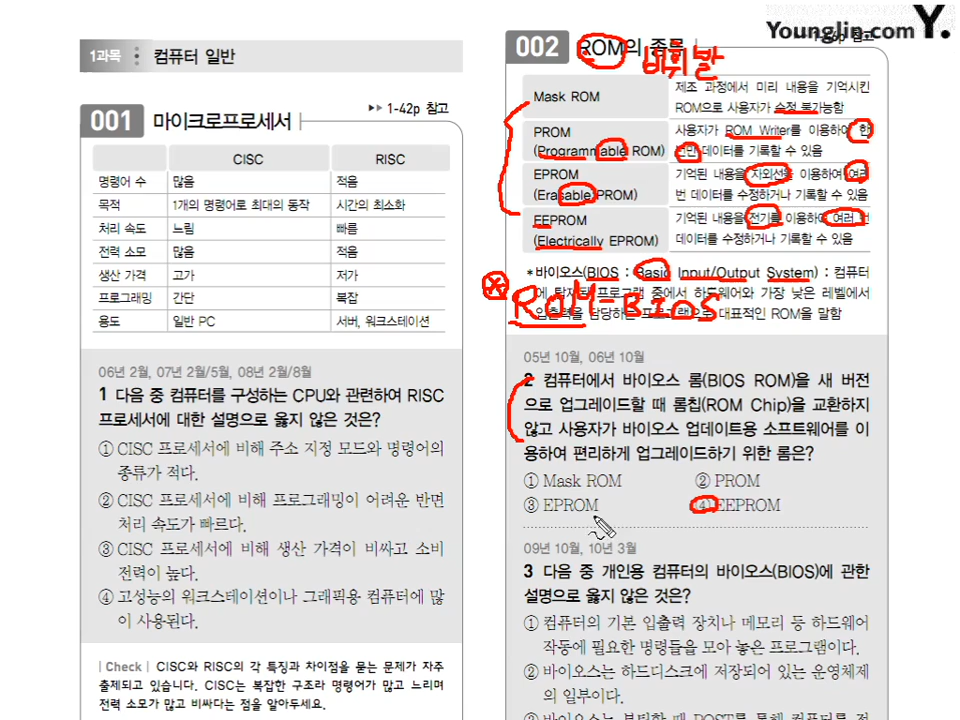 Younglin.com Y.
1과목 컴퓨터 일반
001 마이크로프로세서
▶▶ 1-42p 참고
CISC RISC
명령어 수 많음 적음
목적 1개의 명령어로 최대의 동작 시간의 최소화
처리 속도 느림 빠름
전력 소모 많음 적음
생산 가격 고가 저가
프로그래밍 간단 복잡
용도 일반 PC 서버, 워크스테이션
06년 2월, 07년 2월/5월, 08년 2월/8월
1 다음 중 컴퓨터를 구성하는 CPU와 관련하여 RISC
프로세서에 대한 설명으로 옳지 않은 것은?
① CISC 프로세서에 비해 주소 지정 모드와 명령어의
종류가 적다.
② CISC 프로세서에 비해 프로그래밍이 어려운 반면
처리 속도가 빠르다.
③ CISC 프로세서에 비해 생산 가격이 비싸고 소비
전력이 높다.
④ 고성능의 워크스테이션이나 그래픽용 컴퓨터에 많
이 사용된다.
| Check | CISC와 RISC의 각 특징과 차이점을 묻는 문제가 자주
출제되고 있습니다. CISC는 복잡한 구조라 명령어가 많고 느리며
전력 소모가 많고 비싸다는 점을 알아두세요.
002 ROM의 종류
참고
Mask ROM
제조 과정에서 미리 내용을 기억시킨
ROM으로 사용자가 수정 불가능함
PROM
(Programmable ROM)
사용자가 ROM Writer를 이용하여 한
번만 데이터를 기록할 수 있음
EPROM
(Erasable PROM)
기억된 내용을 자외선을 이용하여 여러
번 데이터를 수정하거나 기록할 수 있음
EEPROM
(Electrically EPROM)
기억된 내용을 전기를 이용하여 여러 번
데이터를 수정하거나 기록할 수 있음
*바이오스(BIOS : Basic Input/Output System) : 컴퓨터
에 탑재된 프로그램 중에서 하드웨어와 가장 낮은 레벨에서
입출력을 담당하는 프로그램으로 대표적인 ROM을 말함
ROM-BIOS
05년 10월, 06년 10월
2 컴퓨터에서 바이오스 롬(BIOS ROM)을 새 버전
으로 업그레이드할 때 롬칩(ROM Chip)을 교환하지
않고 사용자가 바이오스 업데이트용 소프트웨어를 이
용하여 편리하게 업그레이드하기 위한 롬은?
① Mask ROM ② PROM
③ EPROM ④ EEPROM
09년 10월, 10년 3월
3 다음 중 개인용 컴퓨터의 바이오스(BIOS)에 관한
설명으로 옳지 않은 것은?
① 컴퓨터의 기본 입출력 장치나 메모리 등 하드웨어
작동에 필요한 명령들을 모아 놓은 프로그램이다.
② 바이오스는 하드디스크에 저장되어 있는 운영체제
의 일부이다.